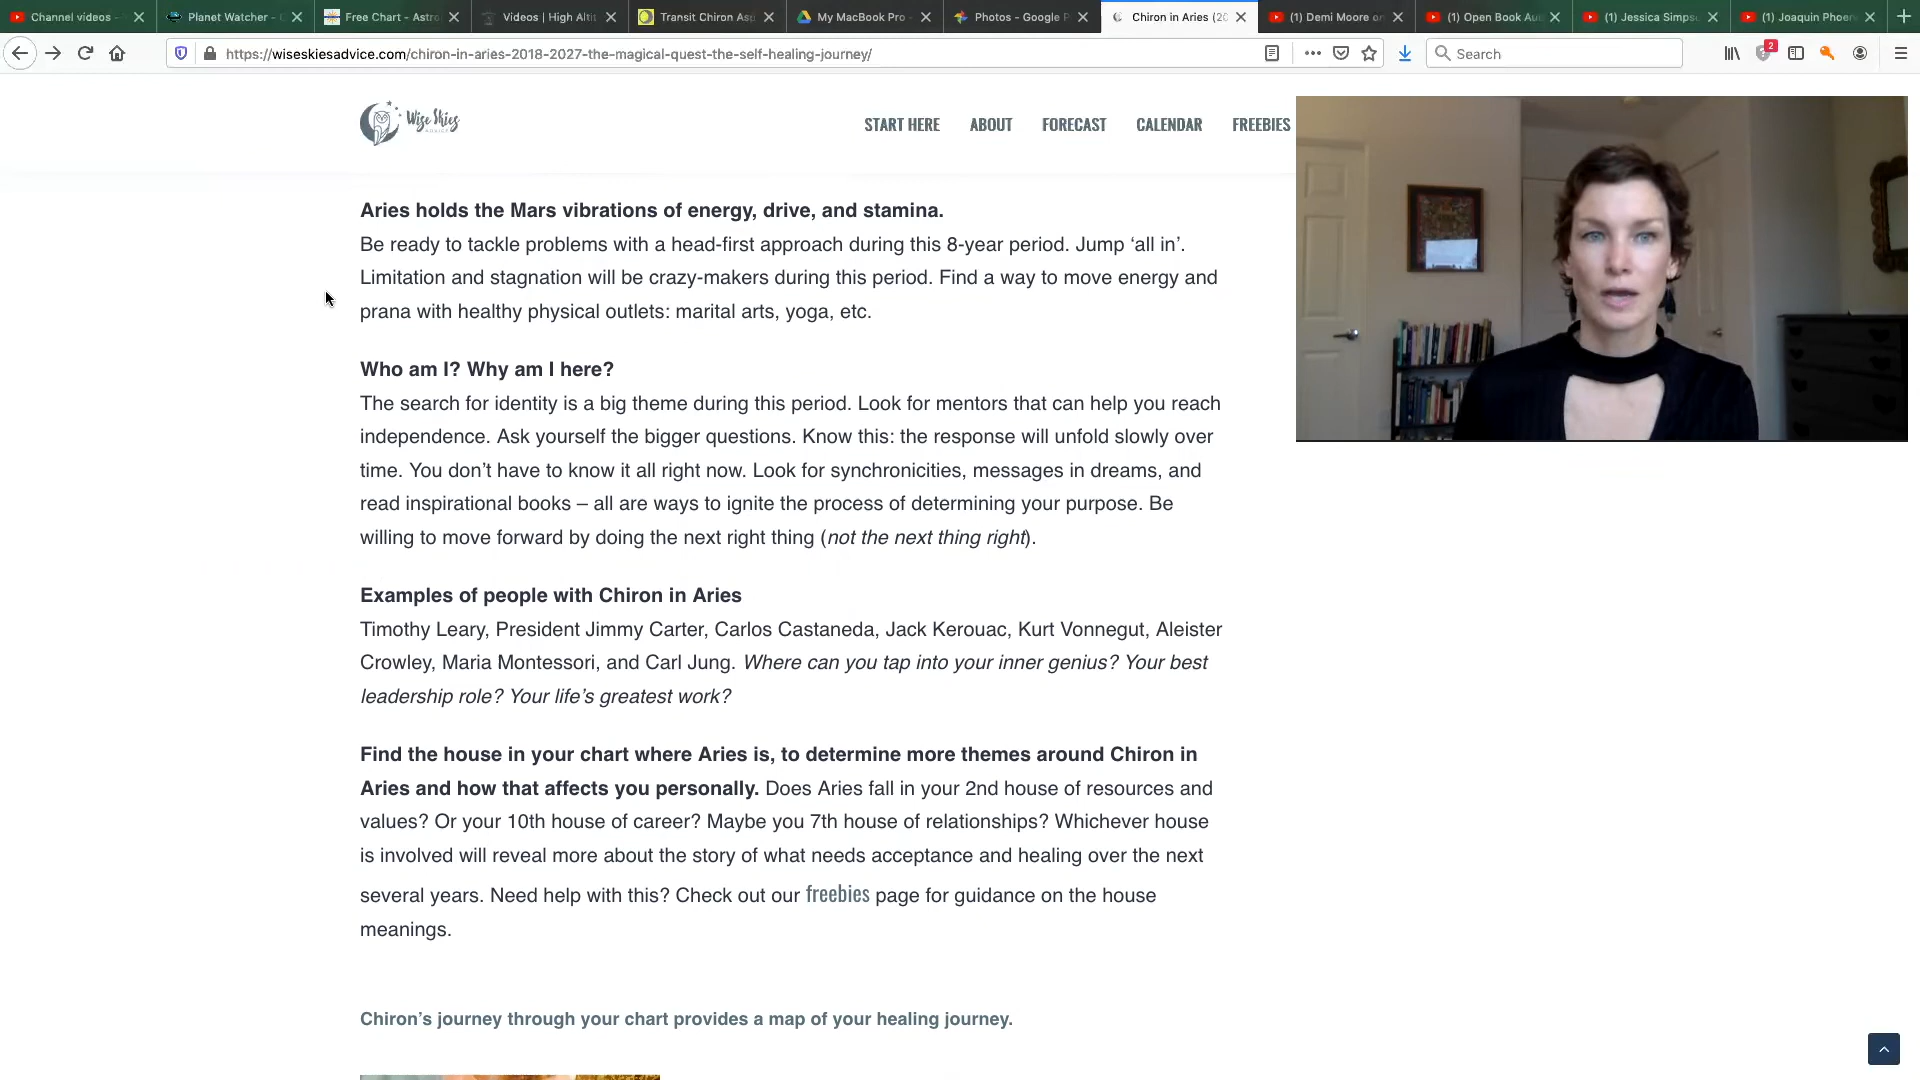 Channel videos -
Planet Watcher -
Free Chart - Astro
Videos | High Alti
Transit Chiron As
My MacBook Pro -
Photos - Google P
Chiron in Aries (20
(1) Demi Moore on
(1) Open Book Au
(1) Jessica Simps
(1) Joaquin Phoen
https://wiseskiesadvice.com/chiron-in-aries-2018-2027-the-magical-quest-the-self-healing-journey/
Search
2
Wise Skies
ADVICE
START HERE
ABOUT
FORECAST
CALENDAR
FREEBIES
Aries holds the Mars vibrations of energy, drive, and stamina.
Be ready to tackle problems with a head-first approach during this 8-year period. Jump ‘all in’.
Limitation and stagnation will be crazy-makers during this period. Find a way to move energy and
prana with healthy physical outlets: marital arts, yoga, etc.
Who am I? Why am I here?
The search for identity is a big theme during this period. Look for mentors that can help you reach
independence. Ask yourself the bigger questions. Know this: the response will unfold slowly over
time. You don’t have to know it all right now. Look for synchronicities, messages in dreams, and
read inspirational books – all are ways to ignite the process of determining your purpose. Be
willing to move forward by doing the next right thing (not the next thing right).
Examples of people with Chiron in Aries
Timothy Leary, President Jimmy Carter, Carlos Castaneda, Jack Kerouac, Kurt Vonnegut, Aleister
Crowley, Maria Montessori, and Carl Jung. Where can you tap into your inner genius? Your best
leadership role? Your life’s greatest work?
Find the house in your chart where Aries is, to determine more themes around Chiron in
Aries and how that affects you personally. Does Aries fall in your 2nd house of resources and
values? Or your 10th house of career? Maybe you 7th house of relationships? Whichever house
is involved will reveal more about the story of what needs acceptance and healing over the next
several years. Need help with this? Check out our freebies page for guidance on the house
meanings.
Chiron’s journey through your chart provides a map of your healing journey.